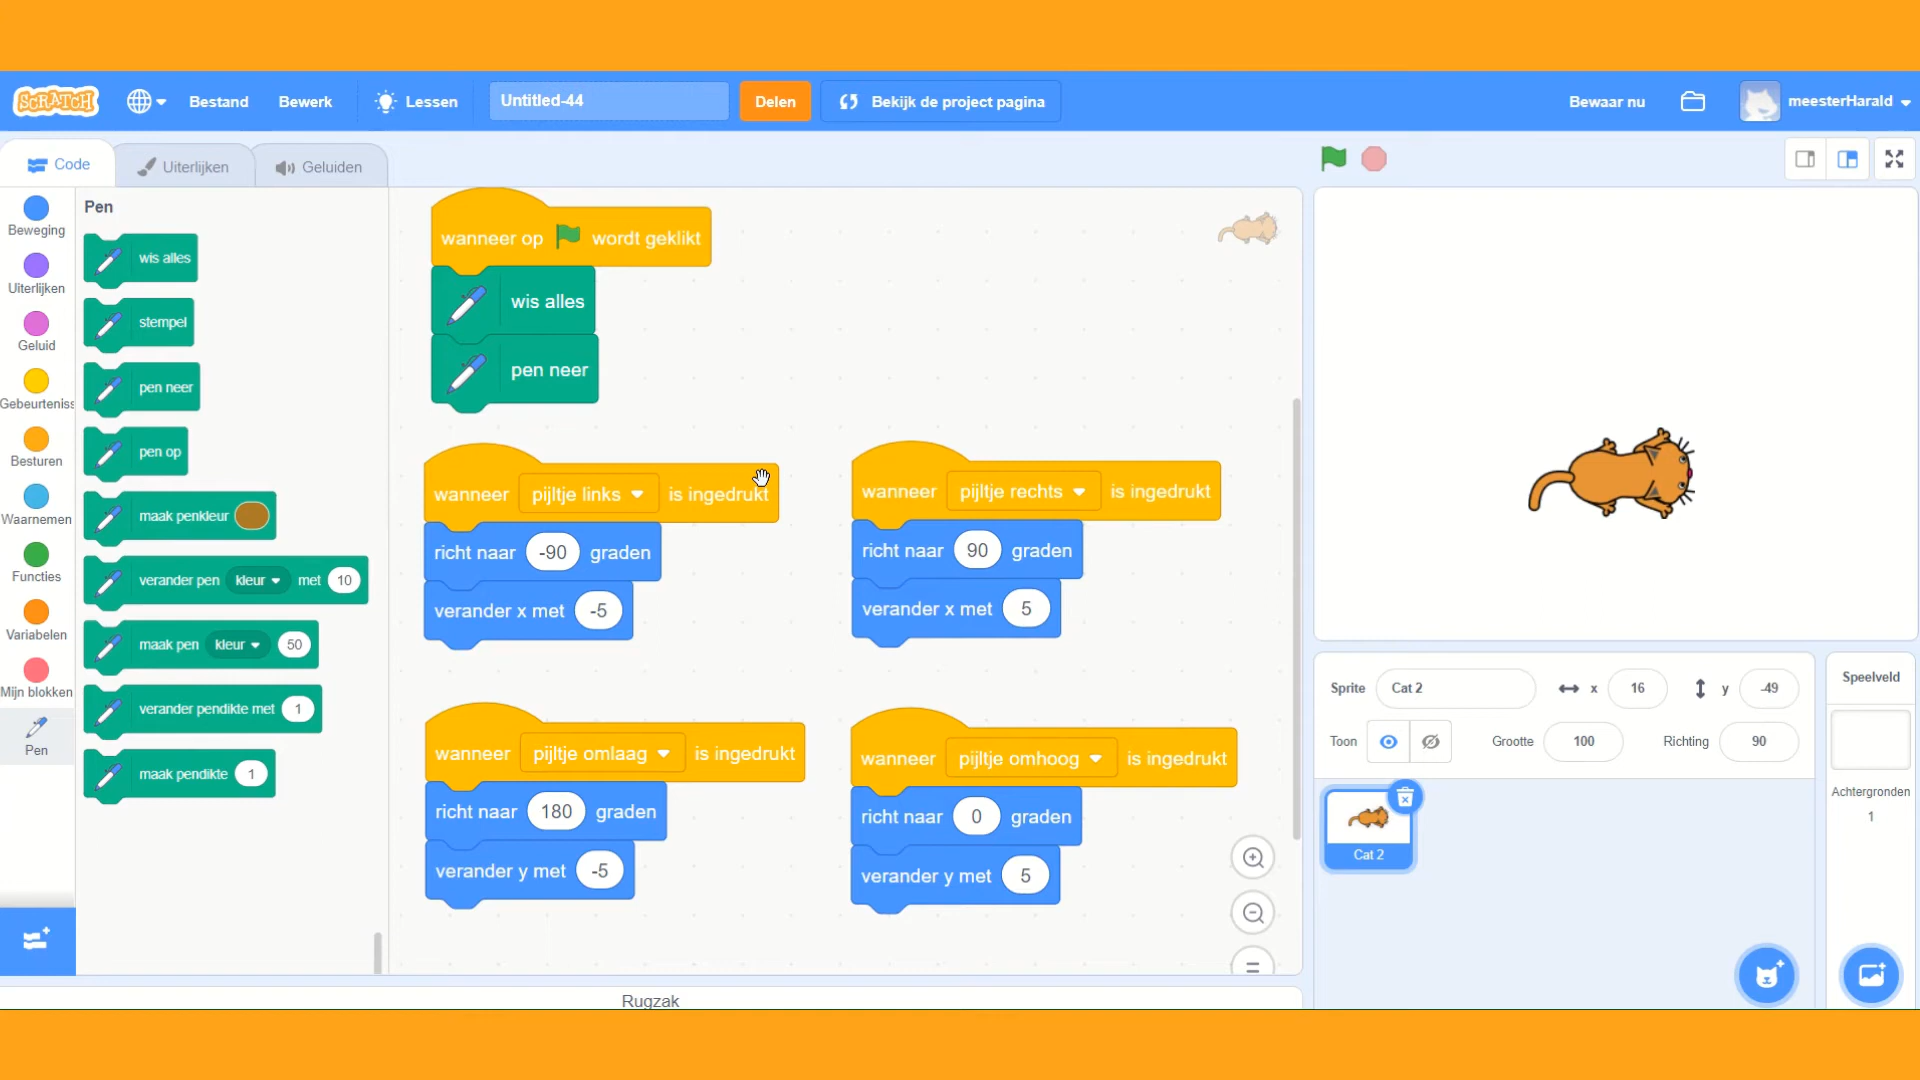 SCRATCH
Bestand
Bewerk
Lessen
Untitled-44
Delen
Bekijk de project pagina
Bewaar nu
meesterHarald
Code
Uiterlijken
Geluiden
Beweging
Uiterlijken
Geluid
Gebeurteniss
Besturen
Waarnemen
Functies
Variabelen
Mijn blokken
Pen
Pen
wis alles
stempel
pen neer
pen op
maak penkleur
verander pen kleur met 10
maak pen kleur 50
verander pendikte met 1
maak pendikte 1
wanneer op wordt geklikt
wis alles
pen neer
wanneer pijltje links is ingedrukt
richt naar -90 graden
verander x met -5
wanneer pijltje rechts is ingedrukt
richt naar 90 graden
verander x met 5
wanneer pijltje omlaag is ingedrukt
richt naar 180 graden
verander y met -5
wanneer pijltje omhoog is ingedrukt
richt naar 0 graden
verander y met 5
Rugzak
Sprite Cat 2 x 16 y -49
Toon Grootte 100 Richting 90
Cat 2
Speelveld
Achtergronden
1